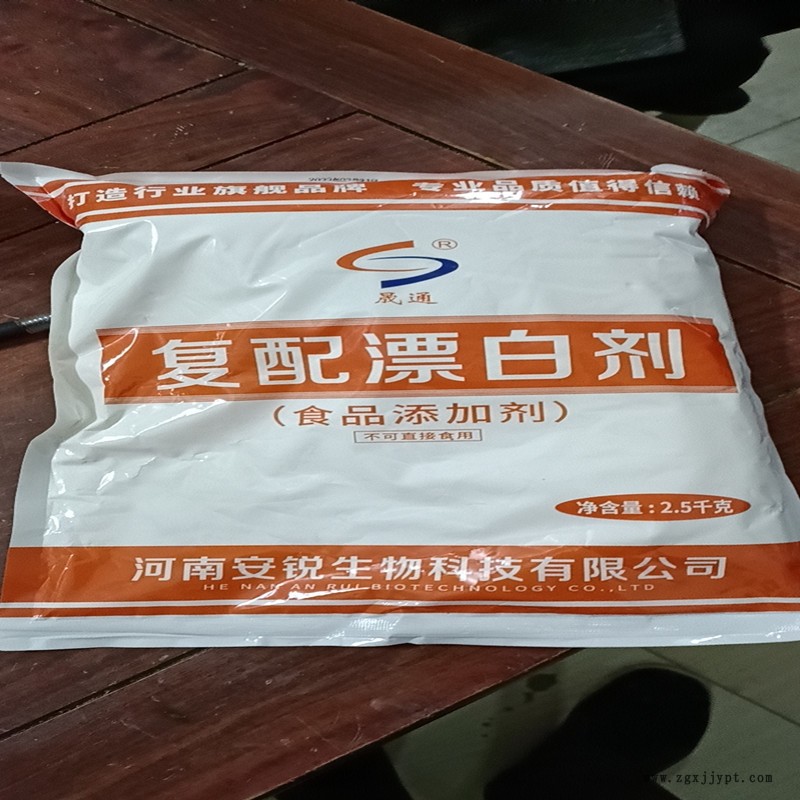 打造行业旗舰品牌 专业品质值得信赖
®
晟通
复配漂白剂
（食品添加剂）
不可直接食用
净含量：2.5千克
河南安锐生物科技有限公司
HE NAN AN RUI BIOTECHNOLOGY CO.,LTD
www.zgxjjypt.com